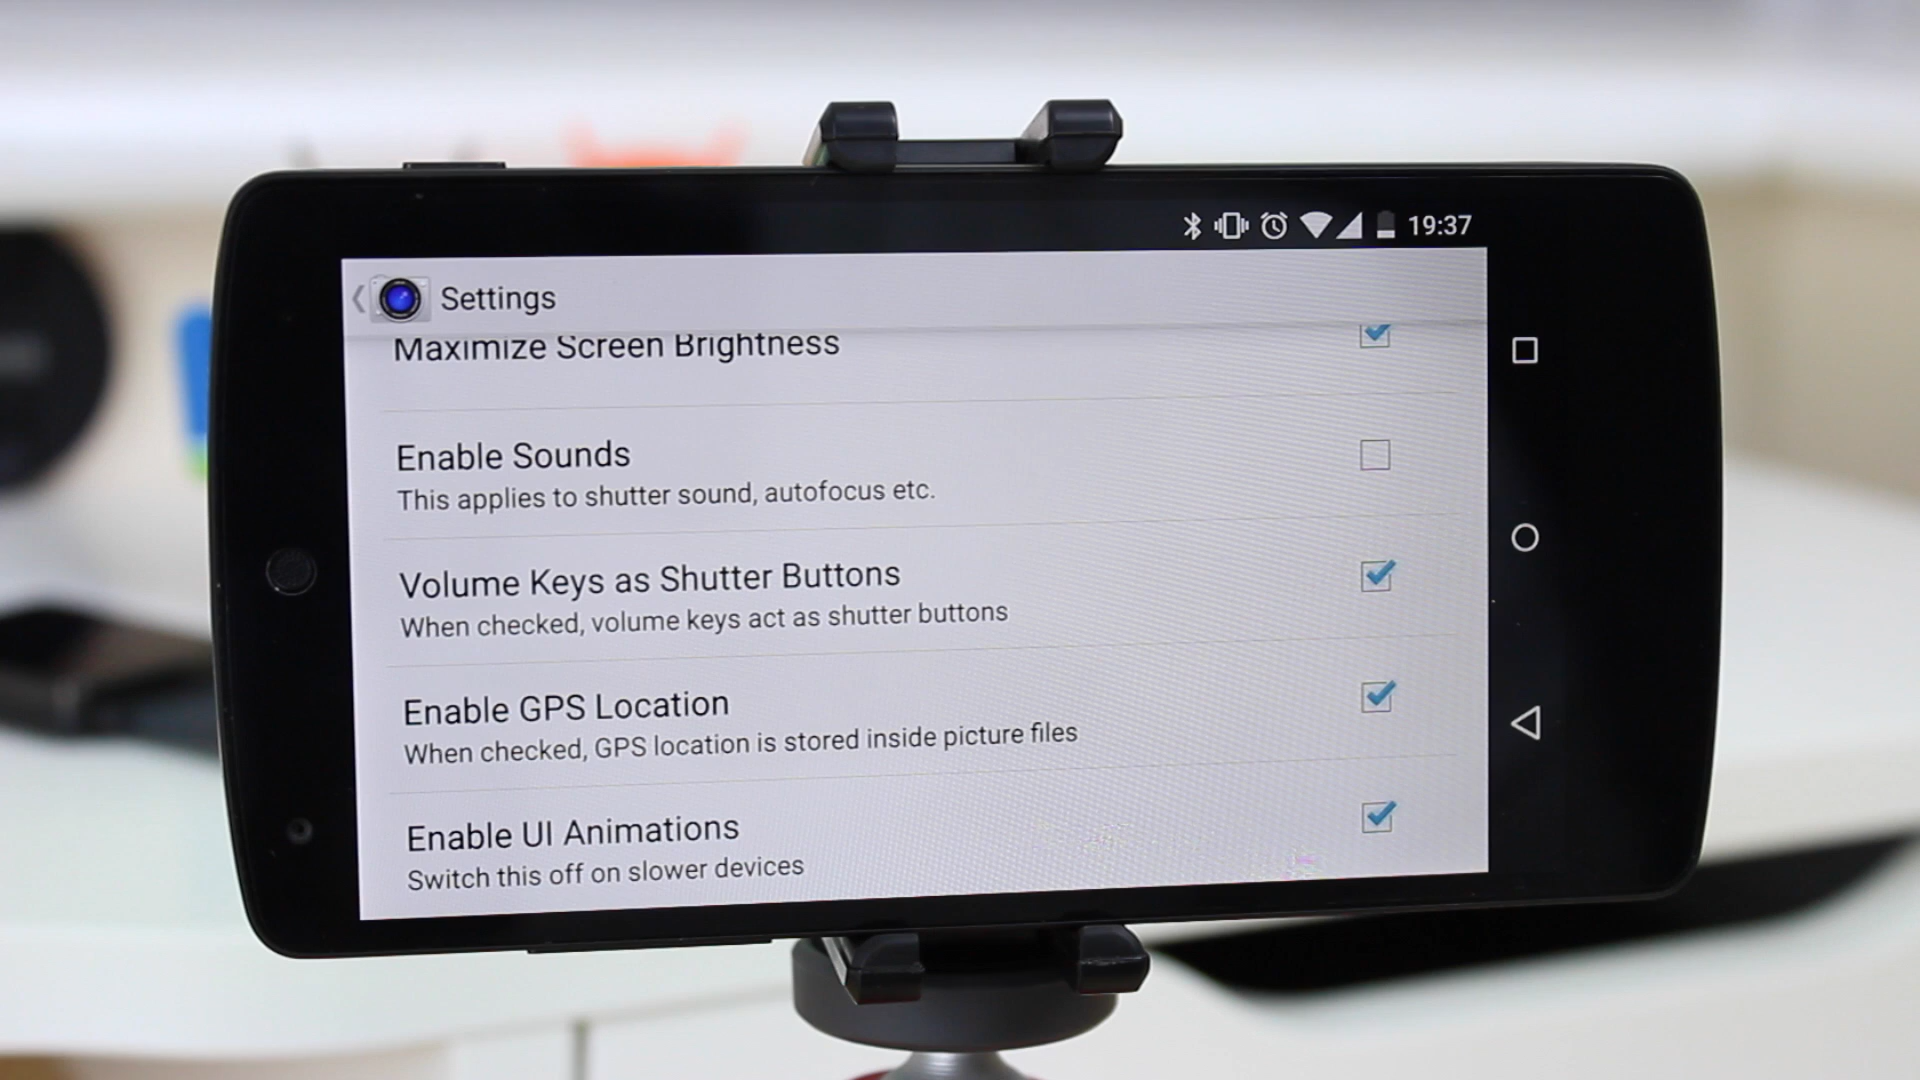 19:37
Settings
Maximize Screen Brightness
Enable Sounds
This applies to shutter sound, autofocus etc.
Volume Keys as Shutter Buttons
When checked, volume keys act as shutter buttons
Enable GPS Location
When checked, GPS location is stored inside picture files
Enable UI Animations
Switch this off on slower devices